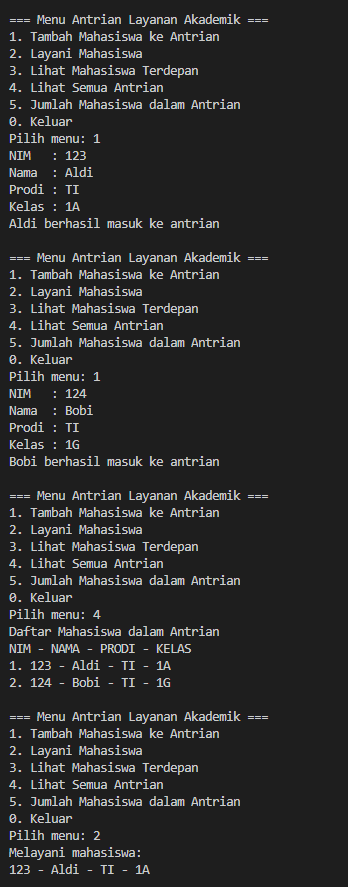 === Menu Antrian Layanan Akademik ===
1. Tambah Mahasiswa ke Antrian
2. Layani Mahasiswa
3. Lihat Mahasiswa Terdepan
4. Lihat Semua Antrian
5. Jumlah Mahasiswa dalam Antrian
0. Keluar
Pilih menu: 1
NIM   : 123
Nama  : Aldi
Prodi : TI
Kelas : 1A
Aldi berhasil masuk ke antrian

=== Menu Antrian Layanan Akademik ===
1. Tambah Mahasiswa ke Antrian
2. Layani Mahasiswa
3. Lihat Mahasiswa Terdepan
4. Lihat Semua Antrian
5. Jumlah Mahasiswa dalam Antrian
0. Keluar
Pilih menu: 1
NIM   : 124
Nama  : Bobi
Prodi : TI
Kelas : 1G
Bobi berhasil masuk ke antrian

=== Menu Antrian Layanan Akademik ===
1. Tambah Mahasiswa ke Antrian
2. Layani Mahasiswa
3. Lihat Mahasiswa Terdepan
4. Lihat Semua Antrian
5. Jumlah Mahasiswa dalam Antrian
0. Keluar
Pilih menu: 4
Daftar Mahasiswa dalam Antrian
NIM - NAMA - PRODI - KELAS
1. 123 - Aldi - TI - 1A
2. 124 - Bobi - TI - 1G

=== Menu Antrian Layanan Akademik ===
1. Tambah Mahasiswa ke Antrian
2. Layani Mahasiswa
3. Lihat Mahasiswa Terdepan
4. Lihat Semua Antrian
5. Jumlah Mahasiswa dalam Antrian
0. Keluar
Pilih menu: 2
Melayani mahasiswa:
123 - Aldi - TI - 1A